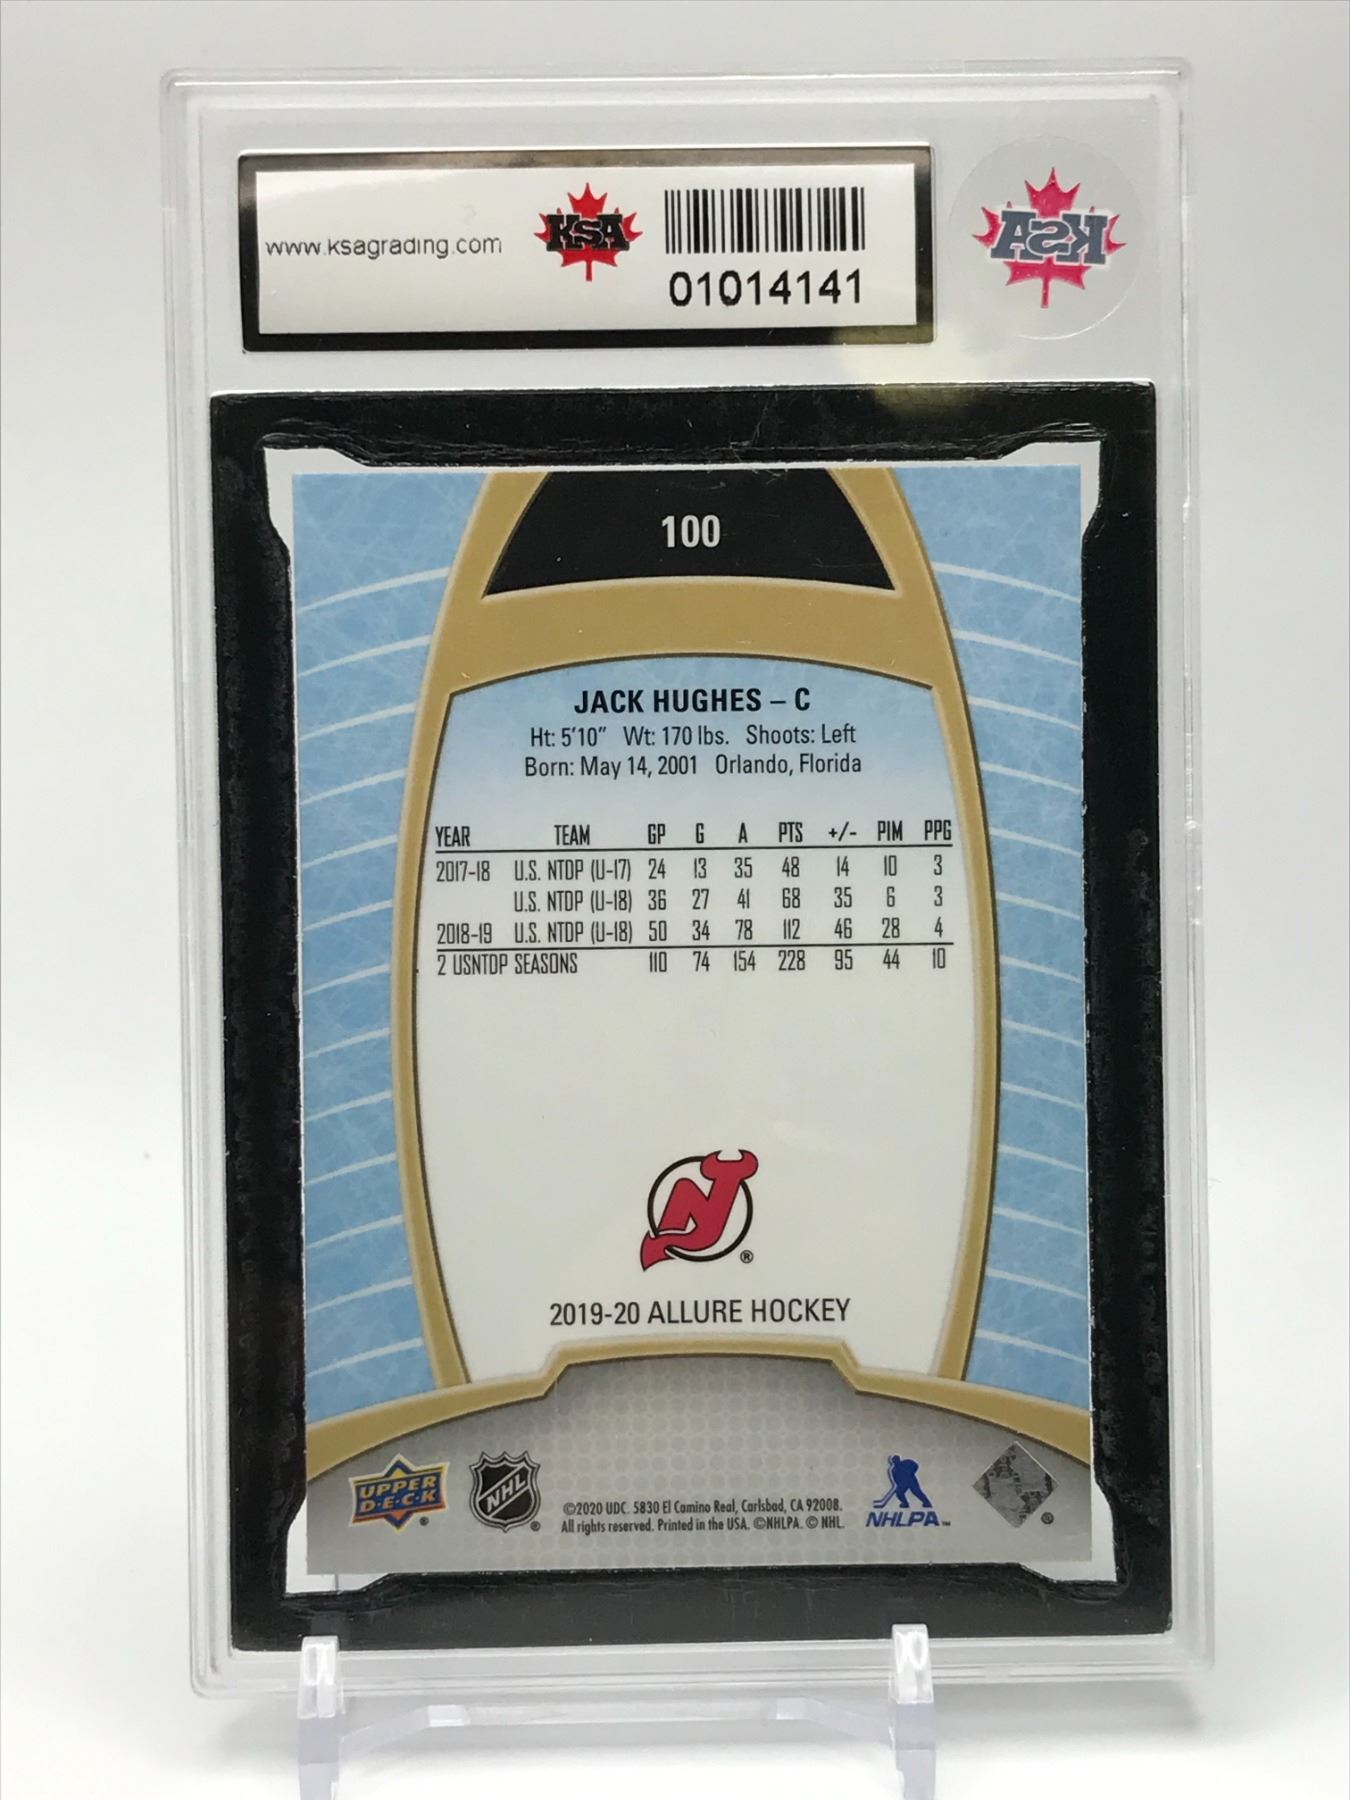 www.ksagrading.com
KSA
01014141
KSA
100
JACK HUGHES – C
Ht: 5'10" Wt: 170 lbs. Shoots: Left
Born: May 14, 2001 Orlando, Florida
YEAR TEAM GP G A PTS +/- PIM PPG
2017-18 U.S. NTDP (U-17) 24 13 35 48 14 10 3
U.S. NTDP (U-18) 36 27 41 68 35 6 3
2018-19 U.S. NTDP (U-18) 50 34 78 112 46 28 4
2 USNTDP SEASONS 110 74 154 228 95 44 10
NJ ®
2019-20 ALLURE HOCKEY
UPPER
D·E·C·K ®
NHL ®
©2020 UDC. 5830 El Camino Real, Carlsbad, CA 92008.
All rights reserved. Printed in the USA. ©NHLPA. © NHL.
NHLPA™
®